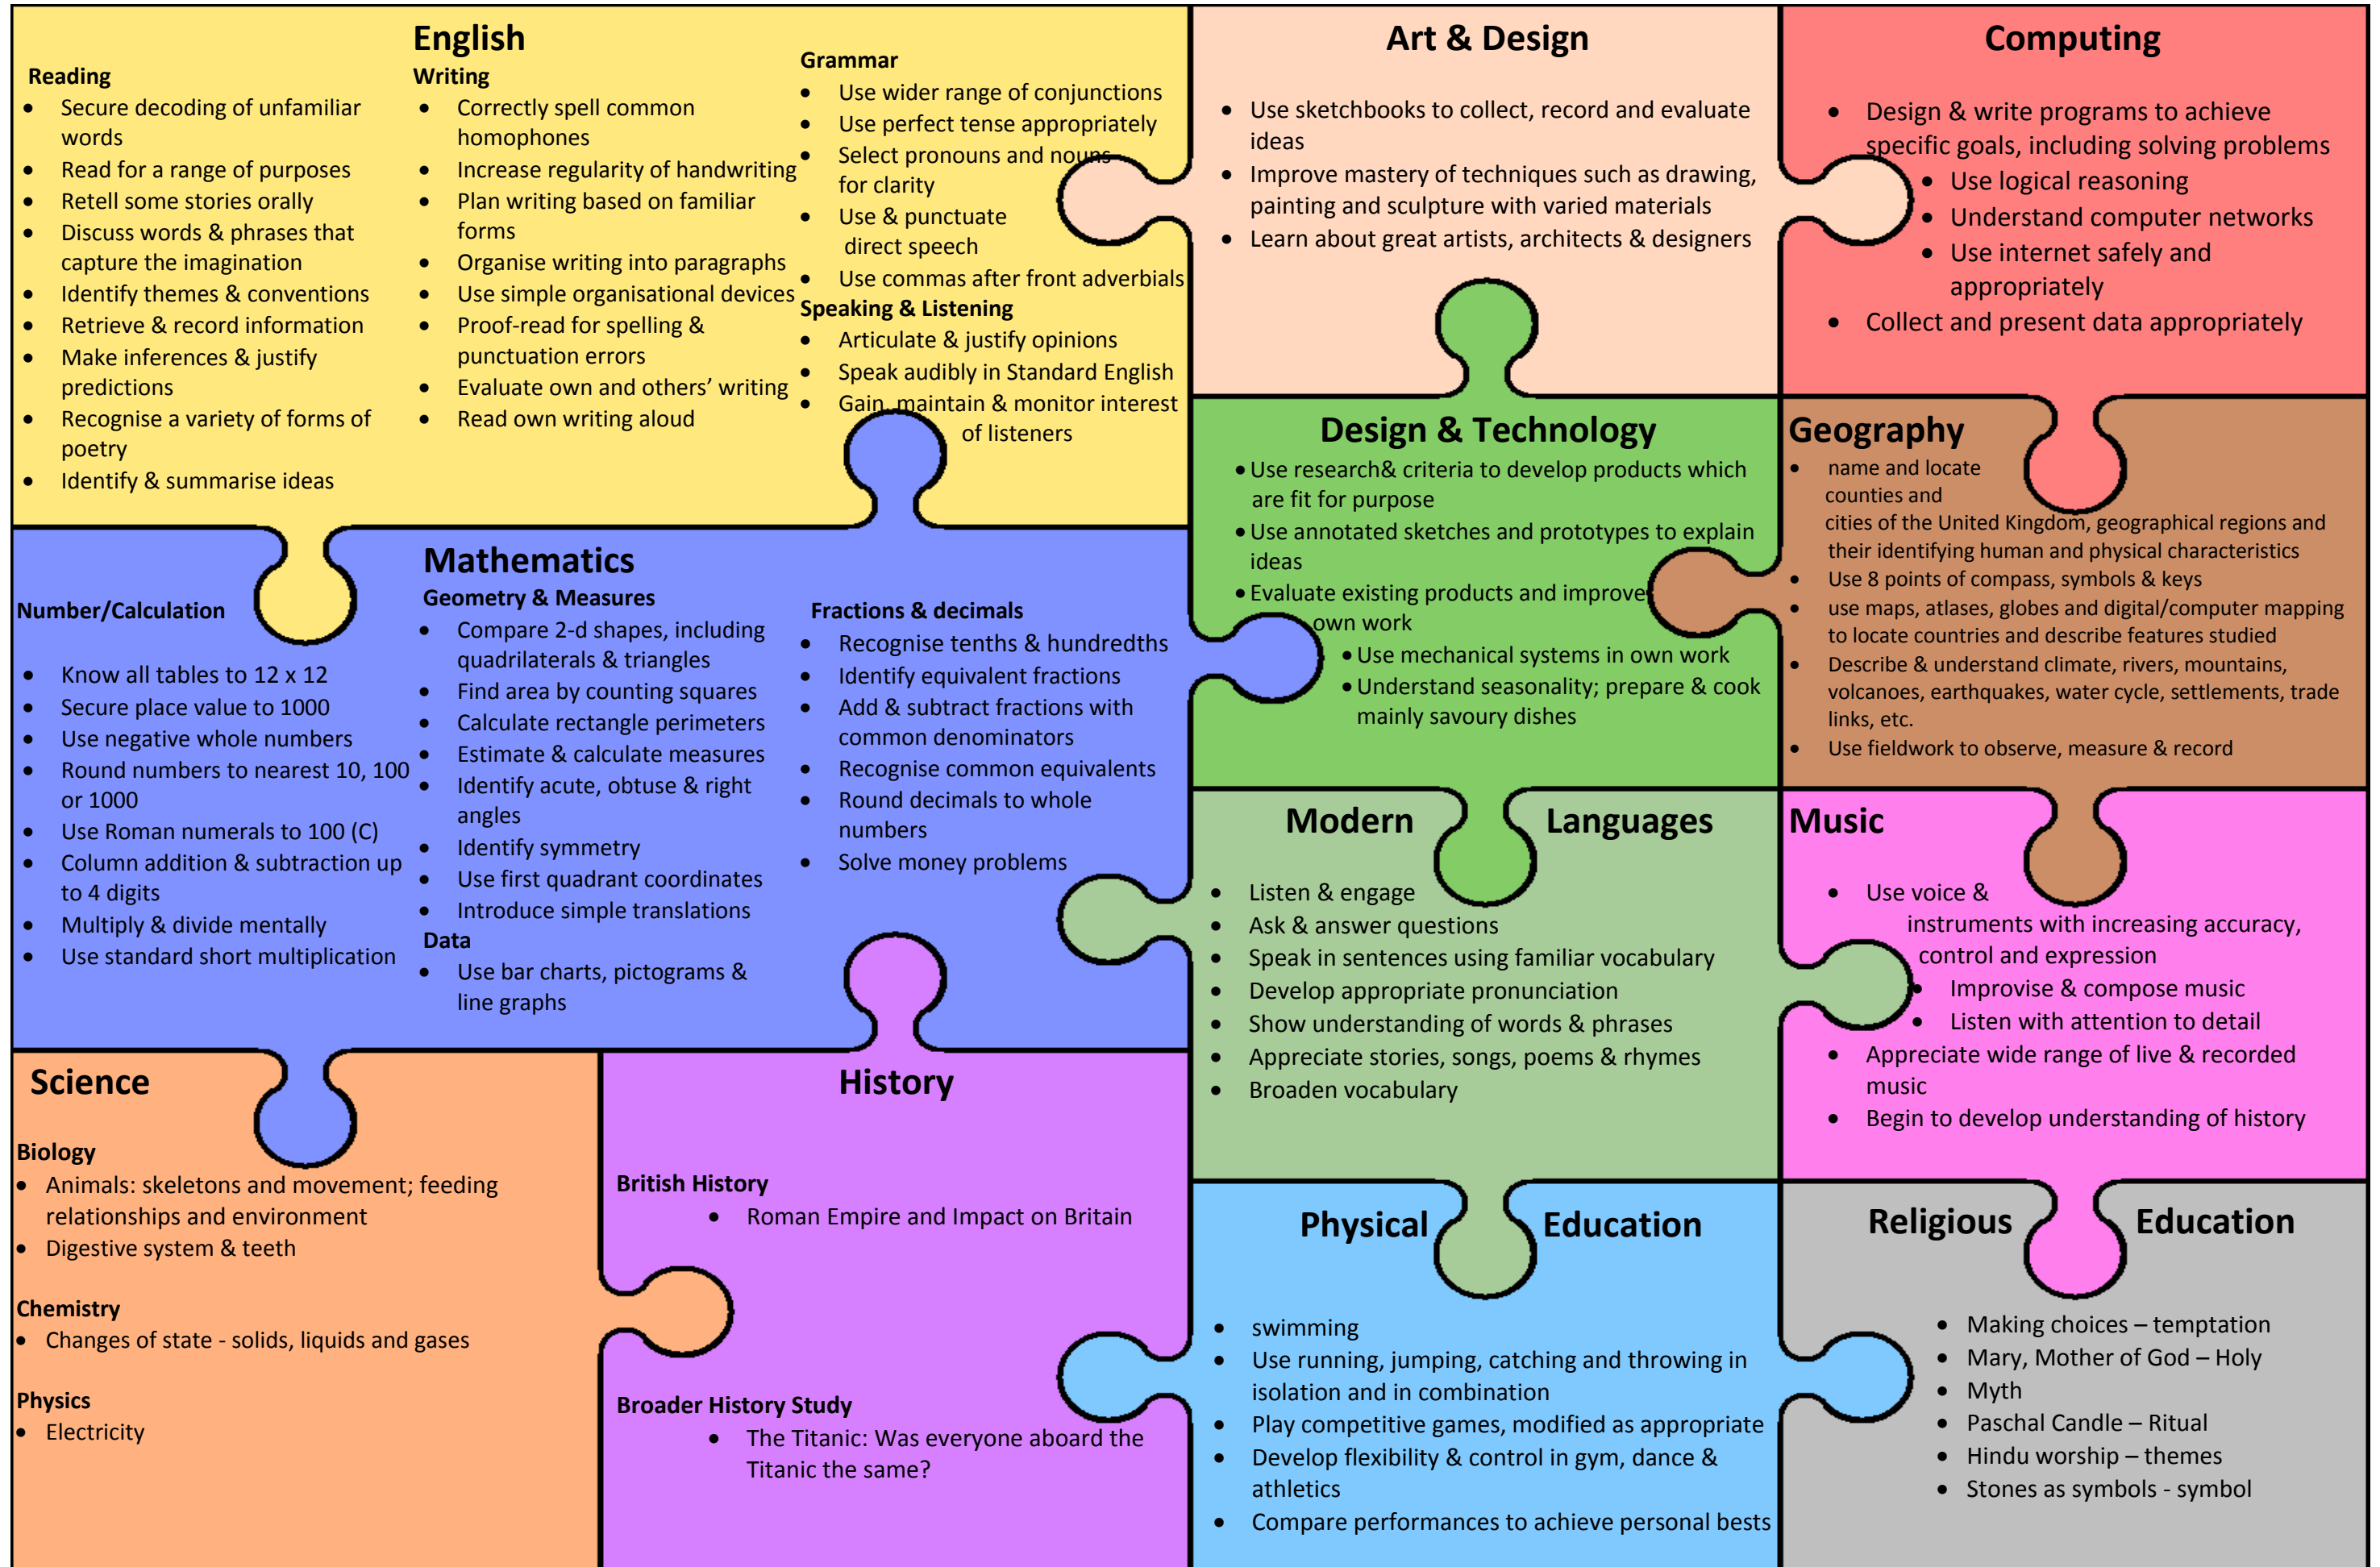 English
Reading
• Secure decoding of unfamiliar
words
• Read for a range of purposes
• Retell some stories orally
• Discuss words & phrases that
capture the imagination
• Identify themes & conventions
• Retrieve & record information
• Make inferences & justify
predictions
• Recognise a variety of forms of
poetry
• Identify & summarise ideas
Writing
• Correctly spell common
homophones
• Increase regularity of handwriting
• Plan writing based on familiar
forms
• Organise writing into paragraphs
• Use simple organisational devices
• Proof-read for spelling &
punctuation errors
• Evaluate own and others’ writing
• Read own writing aloud
Grammar
• Use wider range of conjunctions
• Use perfect tense appropriately
• Select pronouns and nouns
for clarity
• Use & punctuate
direct speech
• Use commas after front adverbials
Speaking & Listening
• Articulate & justify opinions
• Speak audibly in Standard English
• Gain, maintain & monitor interest
of listeners
Art & Design
• Use sketchbooks to collect, record and evaluate
ideas
• Improve mastery of techniques such as drawing,
painting and sculpture with varied materials
• Learn about great artists, architects & designers
Computing
• Design & write programs to achieve
specific goals, including solving problems
• Use logical reasoning
• Understand computer networks
• Use internet safely and
appropriately
• Collect and present data appropriately
Design & Technology
• Use research& criteria to develop products which
are fit for purpose
• Use annotated sketches and prototypes to explain
ideas
• Evaluate existing products and improve
own work
• Use mechanical systems in own work
• Understand seasonality; prepare & cook
mainly savoury dishes
Geography
• name and locate
counties and
cities of the United Kingdom, geographical regions and
their identifying human and physical characteristics
• Use 8 points of compass, symbols & keys
• use maps, atlases, globes and digital/computer mapping
to locate countries and describe features studied
• Describe & understand climate, rivers, mountains,
volcanoes, earthquakes, water cycle, settlements, trade
links, etc.
• Use fieldwork to observe, measure & record
Mathematics
Number/Calculation
• Know all tables to 12 x 12
• Secure place value to 1000
• Use negative whole numbers
• Round numbers to nearest 10, 100
or 1000
• Use Roman numerals to 100 (C)
• Column addition & subtraction up
to 4 digits
• Multiply & divide mentally
• Use standard short multiplication
Geometry & Measures
• Compare 2-d shapes, including
quadrilaterals & triangles
• Find area by counting squares
• Calculate rectangle perimeters
• Estimate & calculate measures
• Identify acute, obtuse & right
angles
• Identify symmetry
• Use first quadrant coordinates
• Introduce simple translations
Data
• Use bar charts, pictograms &
line graphs
Fractions & decimals
• Recognise tenths & hundredths
• Identify equivalent fractions
• Add & subtract fractions with
common denominators
• Recognise common equivalents
• Round decimals to whole
numbers
• Solve money problems
Modern Languages
• Listen & engage
• Ask & answer questions
• Speak in sentences using familiar vocabulary
• Develop appropriate pronunciation
• Show understanding of words & phrases
• Appreciate stories, songs, poems & rhymes
• Broaden vocabulary
Music
• Use voice &
instruments with increasing accuracy,
control and expression
• Improvise & compose music
• Listen with attention to detail
• Appreciate wide range of live & recorded
music
• Begin to develop understanding of history
Science
Biology
• Animals: skeletons and movement; feeding
relationships and environment
• Digestive system & teeth
Chemistry
• Changes of state - solids, liquids and gases
Physics
• Electricity
History
British History
• Roman Empire and Impact on Britain
Broader History Study
• The Titanic: Was everyone aboard the
Titanic the same?
Physical Education
• swimming
• Use running, jumping, catching and throwing in
isolation and in combination
• Play competitive games, modified as appropriate
• Develop flexibility & control in gym, dance &
athletics
• Compare performances to achieve personal bests
Religious Education
• Making choices – temptation
• Mary, Mother of God – Holy
• Myth
• Paschal Candle – Ritual
• Hindu worship – themes
• Stones as symbols - symbol